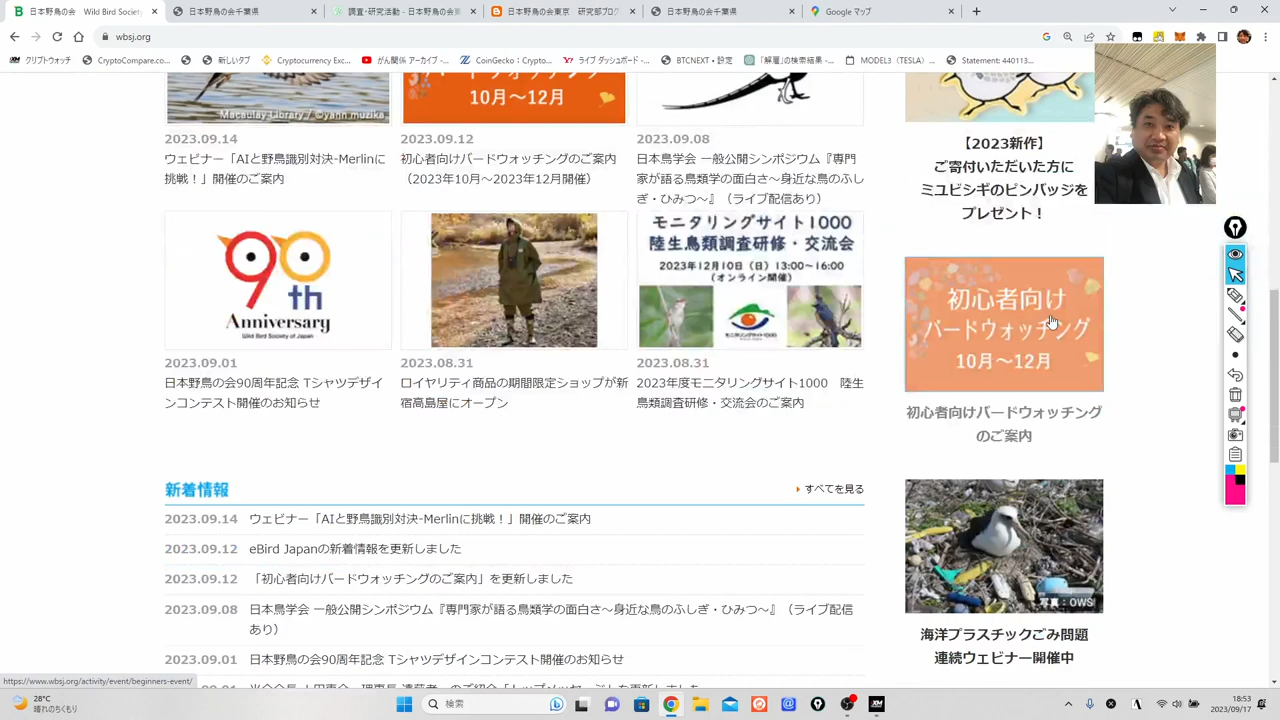 日本野鳥の会 Wild Bird Society
日本野鳥の会千葉県
調査・研究活動 - 日本野鳥の会東
日本野鳥の会東京 研究部ブログ
日本野鳥の会千葉県
Google マップ
wbsj.org
クリプトウォッチ
CryptoCompare.co...
新しいタブ
Cryptocurrency Exc...
がん関係 アーカイブ -...
CoinGecko：Crypto...
ライブ ダッシュボード -...
BTCNEXT • 設定
「解雇」の検索結果 -...
MODEL3（TESLA）...
Statement: 440113...
Macaulay Library / ©yann muzika
バードウォッチング
10月～12月
2023.09.14
ウェビナー「AIと野鳥識別対決-Merlinに
挑戦！」開催のご案内
2023.09.12
初心者向けバードウォッチングのご案内
（2023年10月～2023年12月開催）
2023.09.08
日本鳥学会 一般公開シンポジウム『専門
家が語る鳥類学の面白さ～身近な鳥のふし
ぎ・ひみつ～』（ライブ配信あり）
【2023新作】
ご寄付いただいた方に
ミユビシギのピンバッジを
プレゼント！
90th
Anniversary
Wild Bird Society of Japan
モニタリングサイト1000
陸生鳥類調査研修・交流会
2023年12月10日（日）13:00～16:00
（オンライン開催）
モニタリングサイト1000
初心者向け
バードウォッチング
10月～12月
2023.09.01
日本野鳥の会90周年記念 Tシャツデザイ
ンコンテスト開催のお知らせ
2023.08.31
ロイヤリティ商品の期間限定ショップが新
宿高島屋にオープン
2023.08.31
2023年度モニタリングサイト1000　陸生
鳥類調査研修・交流会のご案内
初心者向けバードウォッチング
のご案内
新着情報
すべてを見る
2023.09.14 ウェビナー「AIと野鳥識別対決-Merlinに挑戦！」開催のご案内
2023.09.12 eBird Japanの新着情報を更新しました
2023.09.12 「初心者向けバードウォッチングのご案内」を更新しました
2023.09.08 日本鳥学会 一般公開シンポジウム『専門家が語る鳥類学の面白さ～身近な鳥のふしぎ・ひみつ～』（ライブ配信
あり）
2023.09.01 日本野鳥の会90周年記念 Tシャツデザインコンテスト開催のお知らせ
写真：OWS
海洋プラスチックごみ問題
連続ウェビナー開催中
https://www.wbsj.org/activity/event/beginners-event/
28°C
晴れのちくもり
検索
A
18:53
2023/09/17